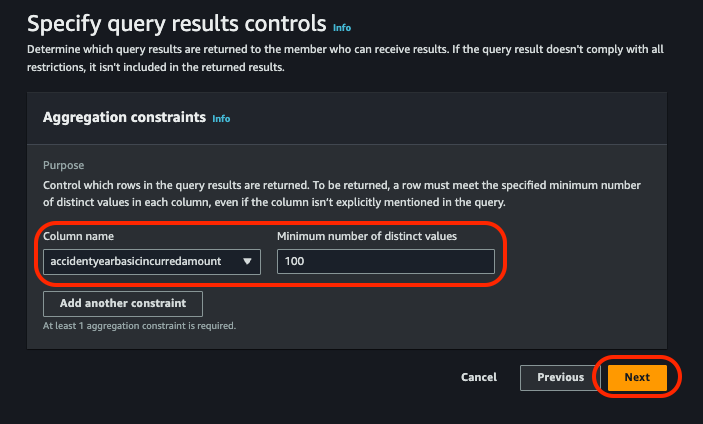 Specify query results controls Info
Determine which query results are returned to the member who can receive results. If the query result doesn't comply with all
restrictions, it isn't included in the returned results.
Aggregation constraints Info
Purpose
Control which rows in the query results are returned. To be returned, a row must meet the specified minimum number
of distinct values in each column, even if the column isn't explicitly mentioned in the query.
Column name Minimum number of distinct values
accidentyearbasicincurredamount 100
Add another constraint
At least 1 aggregation constraint is required.
Cancel Previous Next